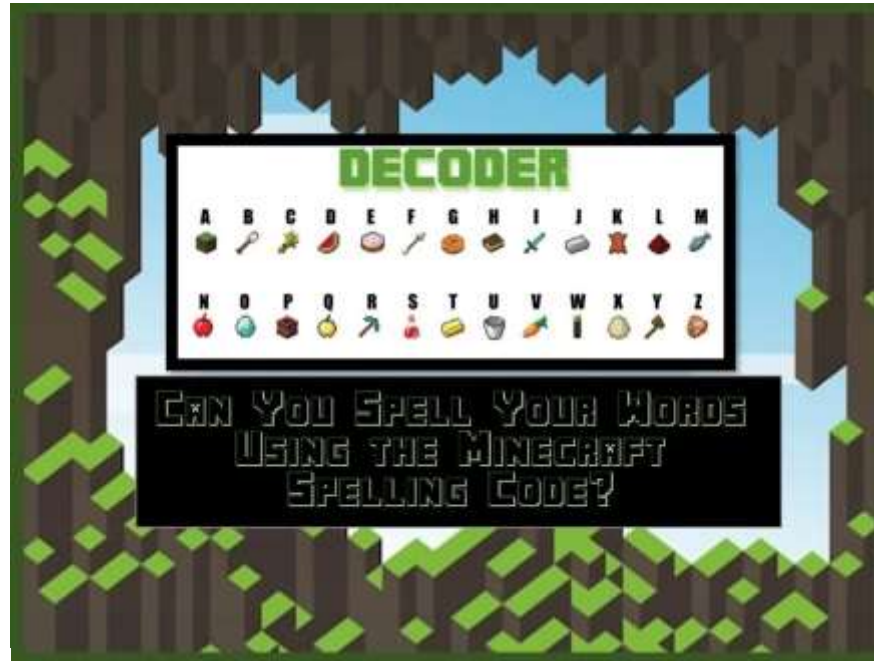 DECODER
A B C D E F G H I J K L M
N O P Q R S T U V W X Y Z
Can You Spell Your Words
Using the Minecraft
Spelling Code?